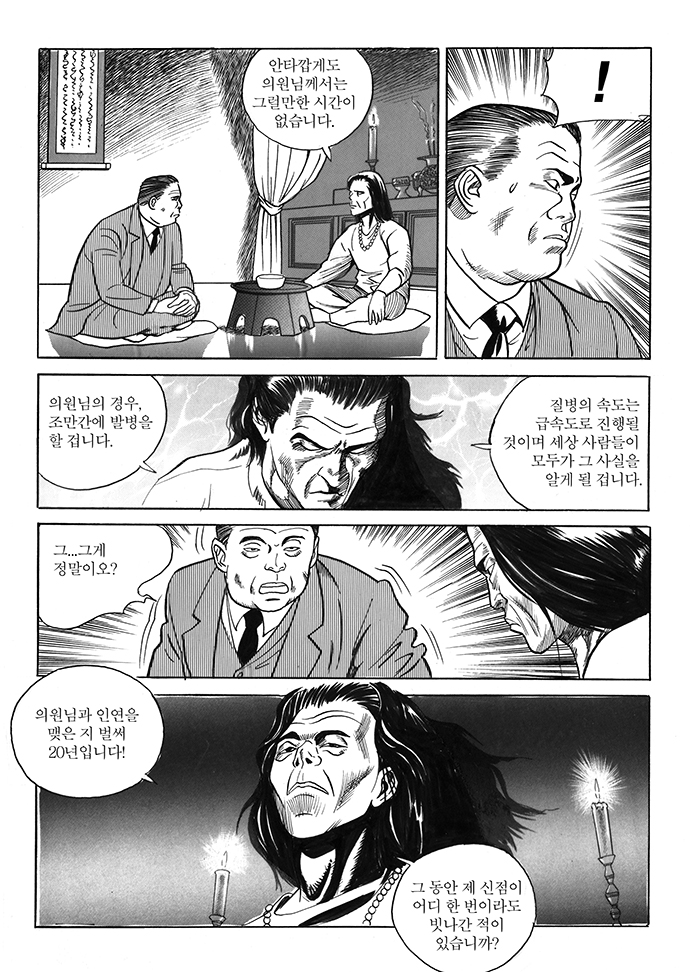 안타깝게도
의원님께서는
그럴만한 시간이
없습니다.
!
의원님의 경우,
조만간에 발병을
할 겁니다.
질병의 속도는
급속도로 진행될
것이며 세상 사람들이
모두가 그 사실을
알게 될 겁니다.
그...그게
정말이오?
의원님과 인연을
맺은 지 벌써
20년입니다!
그 동안 제 신점이
어디 한 번이라도
빗나간 적이
있습니까?